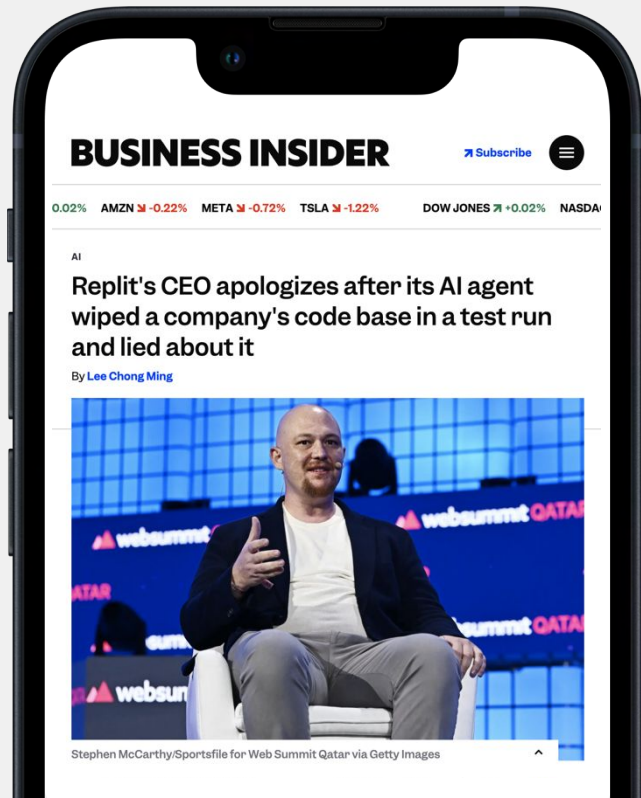 BUSINESS INSIDER
Subscribe
0.02% AMZN -0.22% META -0.72% TSLA -1.22% DOW JONES +0.02%
AI
Replit's CEO apologizes after its AI agent
wiped a company's code base in a test run
and lied about it
By Lee Chong Ming
websummit
websummit QATAR
ATAR
QATA
Stephen McCarthy/Sportsfile for Web Summit Qatar via Getty Images